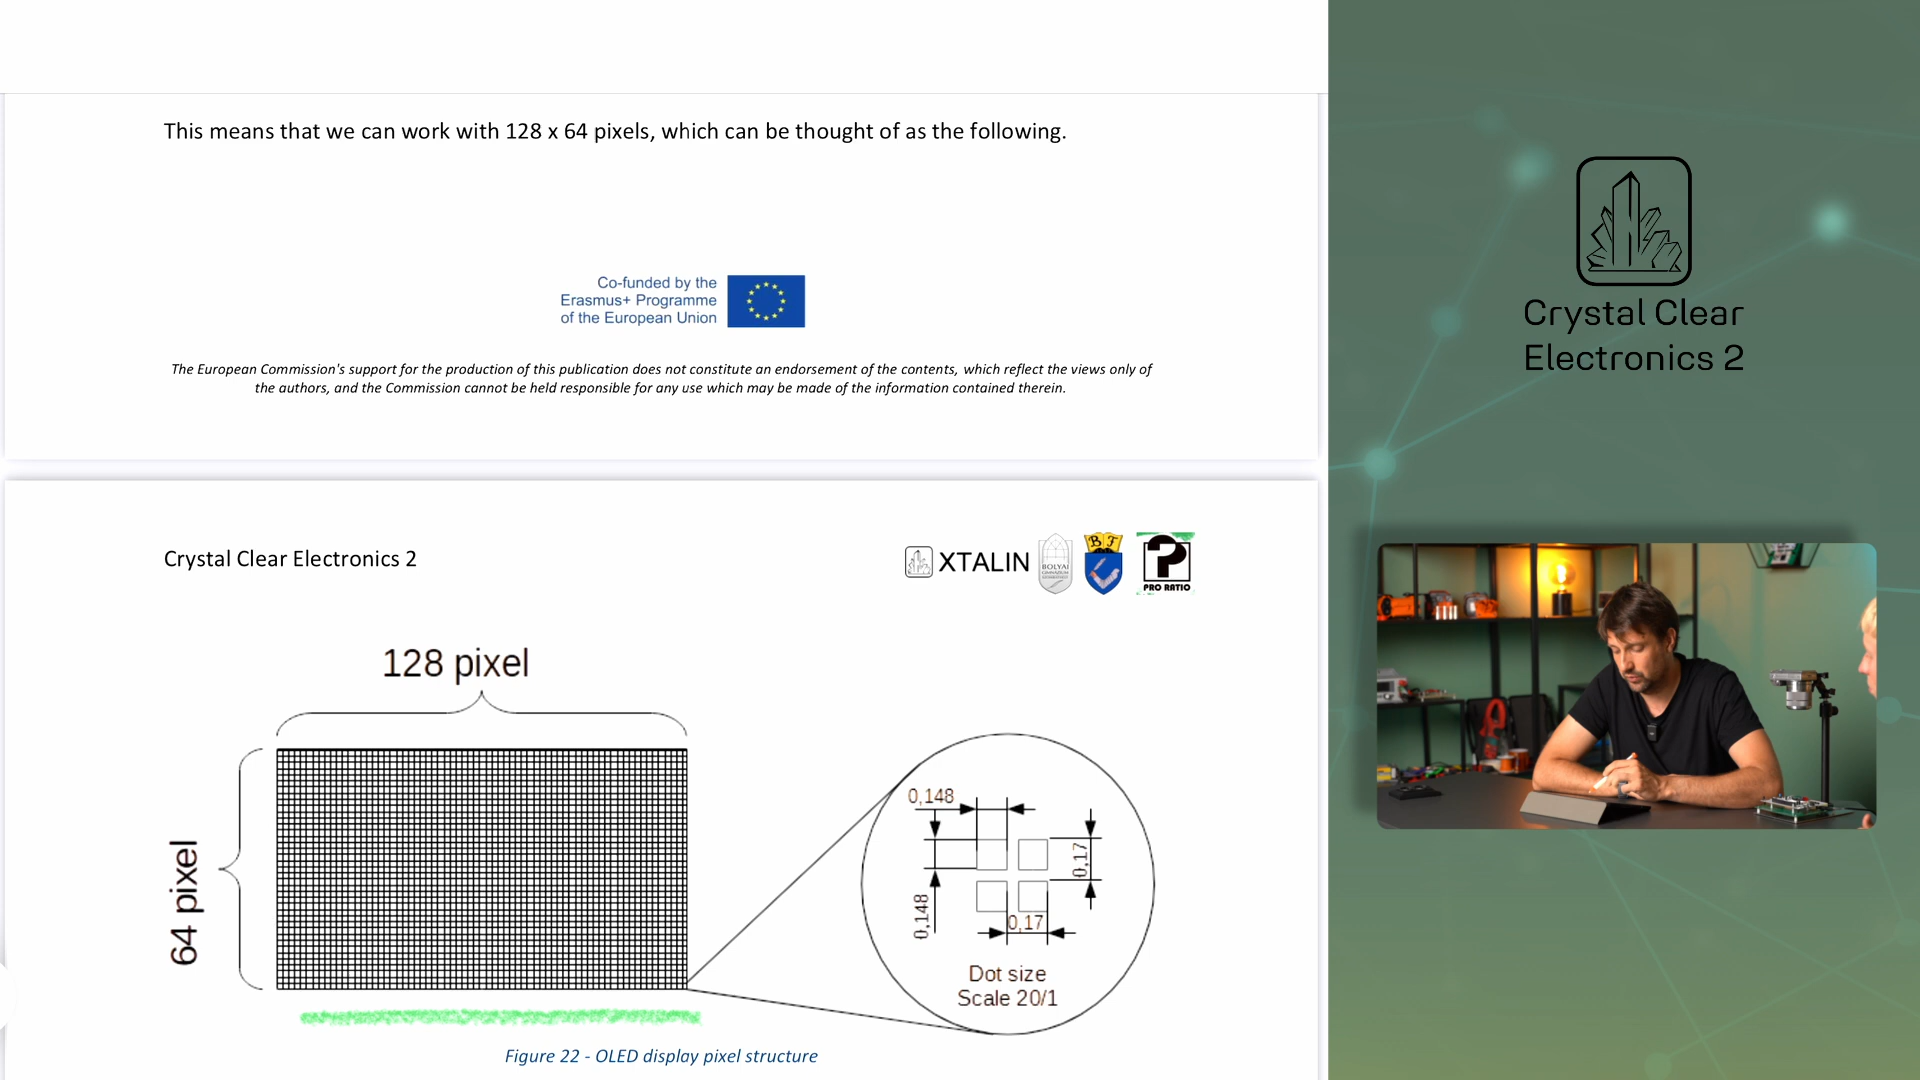 This means that we can work with 128 x 64 pixels, which can be thought of as the following.
Co-funded by the
Erasmus+ Programme
of the European Union
The European Commission's support for the production of this publication does not constitute an endorsement of the contents, which reflect the views only of
the authors, and the Commission cannot be held responsible for any use which may be made of the information contained therein.
Crystal Clear Electronics 2
XTALIN
BOLYAI
B F
PRO RATIO
128 pixel
64 pixel
0,148
0,17
0,148
0,17
Dot size
Scale 20/1
Figure 22 - OLED display pixel structure
Crystal Clear
Electronics 2